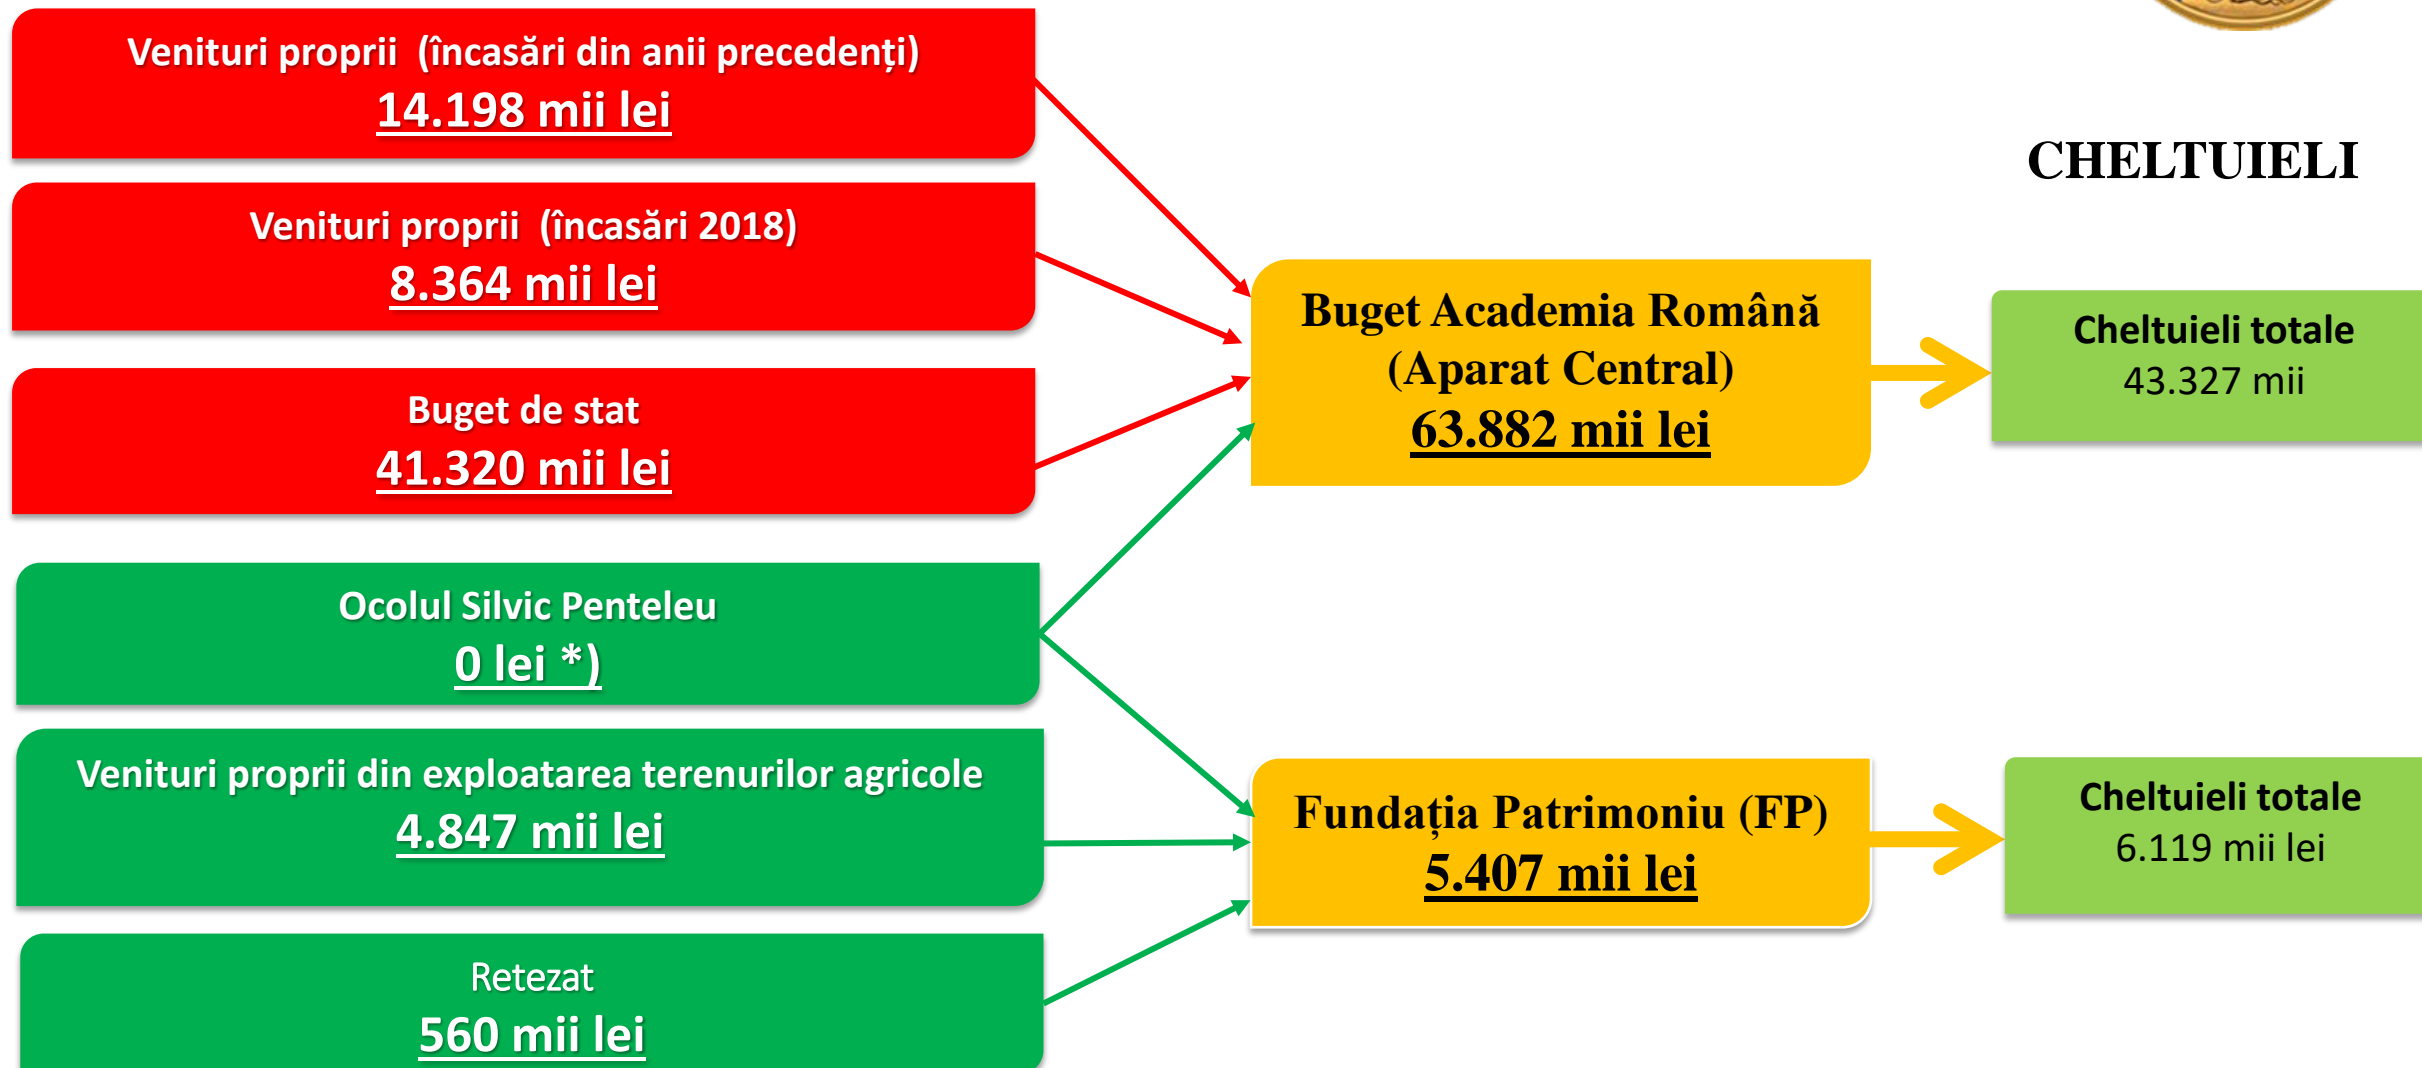 Venituri proprii (încasări din anii precedenți)
14.198 mii lei
Venituri proprii (încasări 2018)
8.364 mii lei
Buget de stat
41.320 mii lei
Ocolul Silvic Penteleu
0 lei *)
Venituri proprii din exploatarea terenurilor agricole
4.847 mii lei
Retezat
560 mii lei
Buget Academia Română
(Aparat Central)
63.882 mii lei
Fundația Patrimoniu (FP)
5.407 mii lei
CHELTUIELI
Cheltuieli totale
43.327 mii
Cheltuieli totale
6.119 mii lei